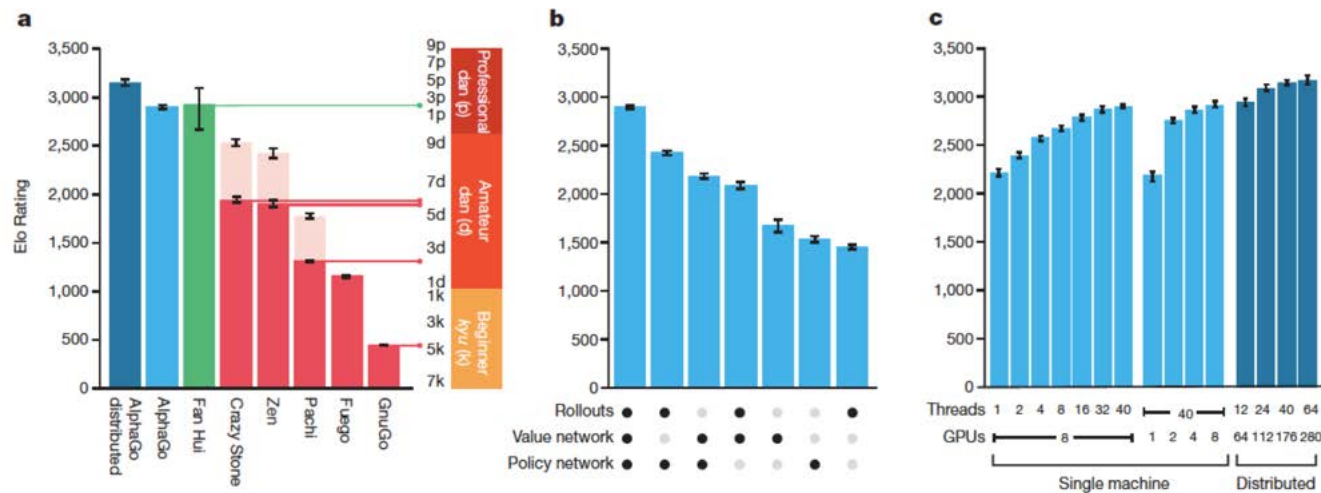 a
3,500
3,000
2,500
2,000
1,500
1,000
500
0
Elo Rating
AlphaGo
distributed
AlphaGo
Fan Hui
Crazy Stone
Zen
Pachi
Fuego
GnuGo
9p
7p
5p
3p
1p
9d
7d
5d
3d
1d
1k
3k
5k
7k
Professional
dan (p)
Amateur
dan (d)
Beginner
kyu (k)
b
3,500
3,000
2,500
2,000
1,500
1,000
500
0
Rollouts
Value network
Policy network
c
3,500
3,000
2,500
2,000
1,500
1,000
500
0
Threads 1 2 4 8 16 32 40 40 12 24 40 64
GPUs 8 1 2 4 8 64 112 176 280
Single machine Distributed